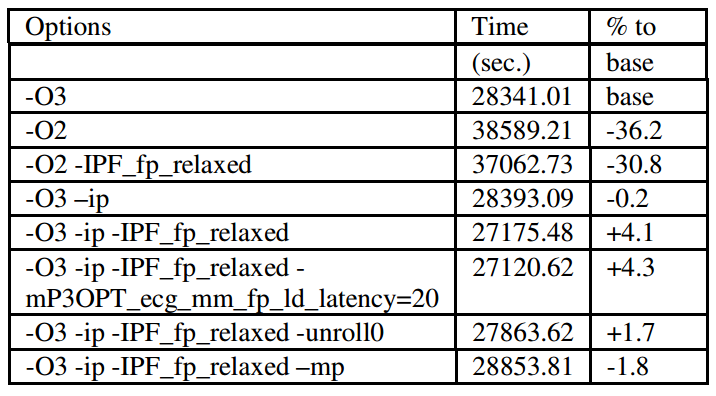 Options Time % to
(sec.) base
-O3 28341.01 base
-O2 38589.21 -36.2
-O2 -IPF_fp_relaxed 37062.73 -30.8
-O3 –ip 28393.09 -0.2
-O3 -ip -IPF_fp_relaxed 27175.48 +4.1
-O3 -ip -IPF_fp_relaxed - 27120.62 +4.3
mP3OPT_ecg_mm_fp_ld_latency=20
-O3 -ip -IPF_fp_relaxed -unroll0 27863.62 +1.7
-O3 -ip -IPF_fp_relaxed –mp 28853.81 -1.8